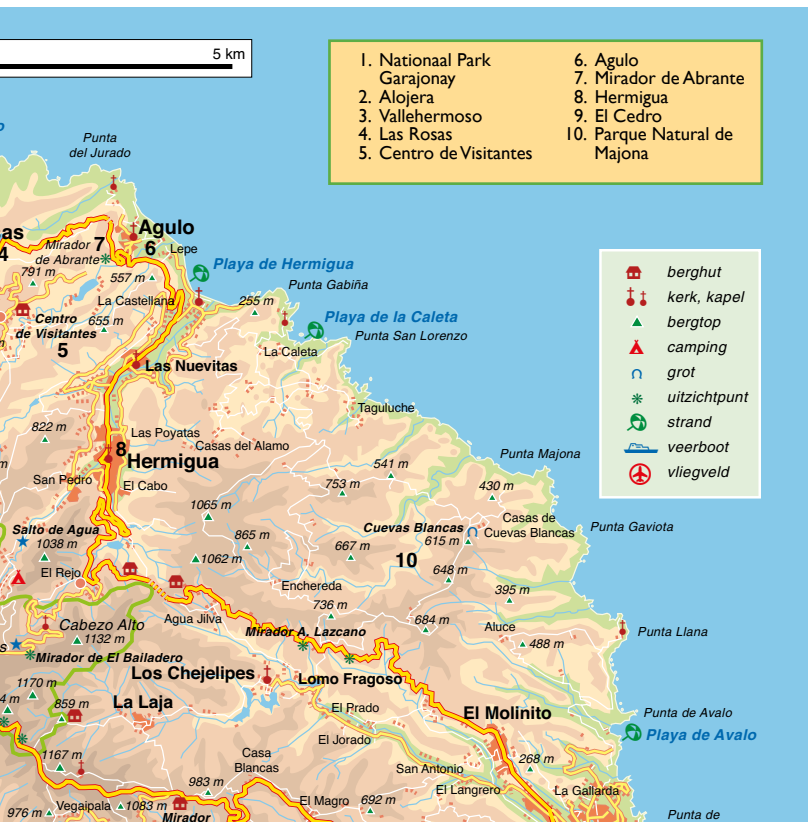 5 km
1. Nationaal Park
Garajonay
2. Alojera
3. Vallehermoso
4. Las Rosas
5. Centro de Visitantes
6. Agulo
7. Mirador de Abrante
8. Hermigua
9. El Cedro
10. Parque Natural de
Majona
berghut
kerk, kapel
bergtop
camping
grot
uitzichtpunt
strand
veerboot
vliegveld
Punta
del Jurado
as
4
Mirador
de Abrante
7
Agulo
6
Lepe
791 m
557 m
Playa de Hermigua
Punta Gabiña
La Castellana
255 m
Centro
de Visitantes
5
655 m
Playa de la Caleta
Punta San Lorenzo
La Caleta
Las Nuevitas
Taguluche
822 m
Las Poyatas
Casas del Alamo
8
Hermigua
541 m
Punta Majona
San Pedro
El Cabo
753 m
430 m
1065 m
Salto de Agua
1038 m
865 m
Cuevas Blancas
615 m
Casas de
Cuevas Blancas
Punta Gaviota
667 m
1062 m
10
El Rejo
648 m
Enchereda
395 m
736 m
Cabezo Alto
1132 m
Agua Jilva
Mirador A. Lazcano
684 m
Aluce
488 m
Punta Llana
s
Mirador de El Bailadero
1170 m
Los Chejelipes
Lomo Fragoso
4 m
859 m
La Laja
El Prado
El Molinito
Punta de Avalo
Playa de Avalo
El Jorado
1167 m
Casa
Blancas
San Antonio
268 m
983 m
El Langrero
La Gallarda
976 m
Vegaipala
1083 m
Mirador
El Magro
692 m
Punta de